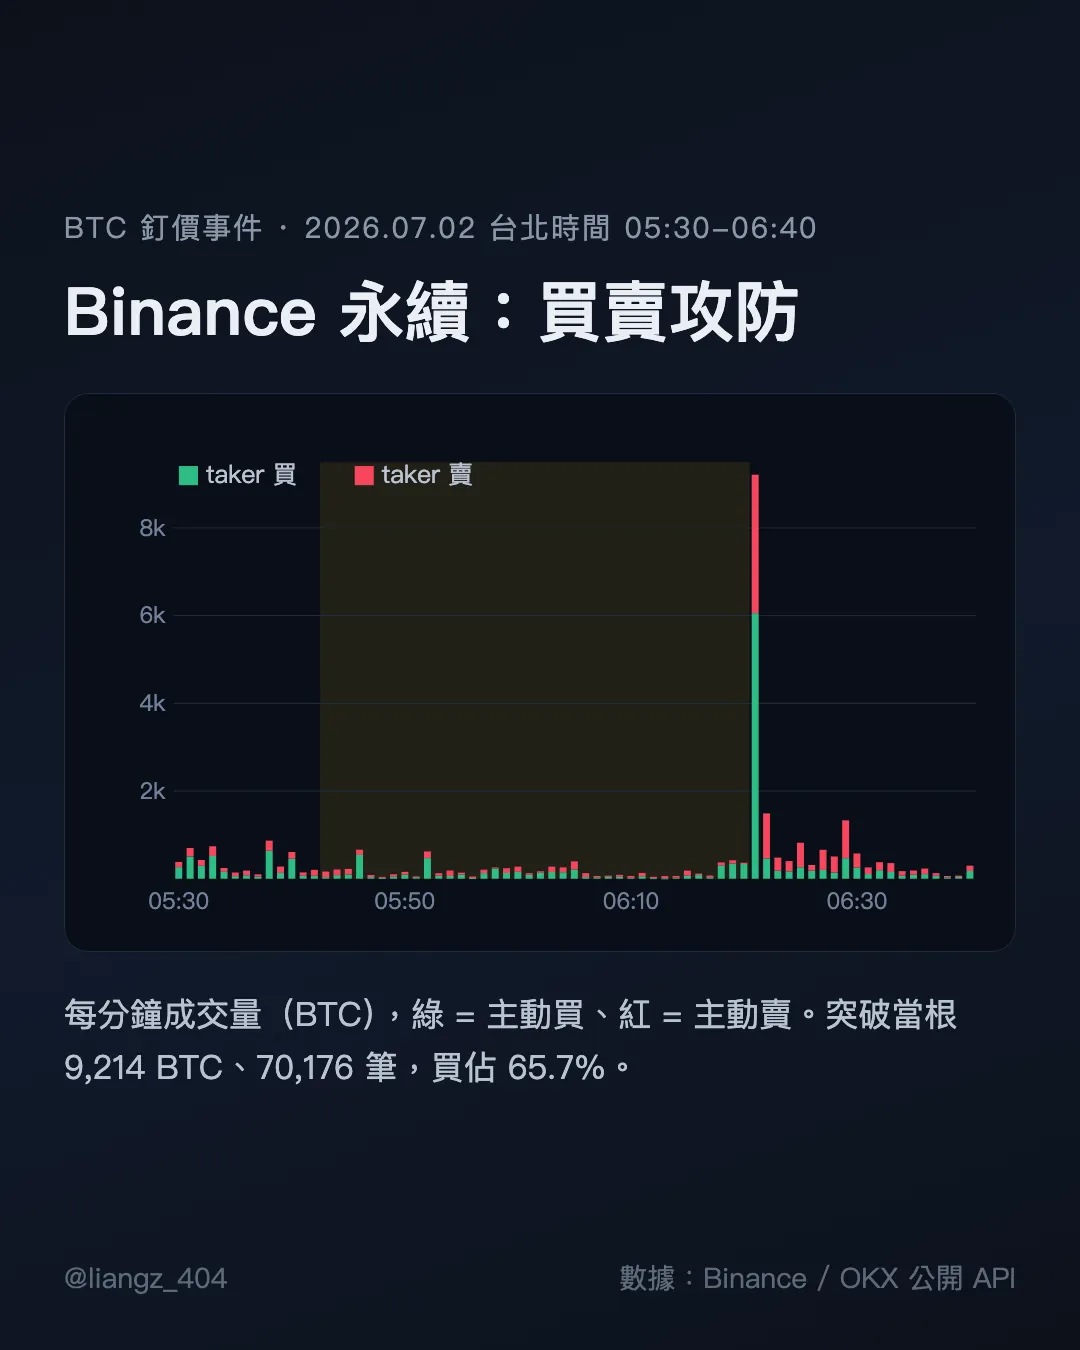 BTC 釘價事件 · 2026.07.02 台北時間 05:30–06:40
Binance 永續：買賣攻防
taker 買 taker 賣
8k
6k
4k
2k
05:30 05:50 06:10 06:30
每分鐘成交量（BTC），綠 = 主動買、紅 = 主動賣。突破當根
9,214 BTC、70,176 筆，買佔 65.7%。
@liangz_404 數據：Binance / OKX 公開 API